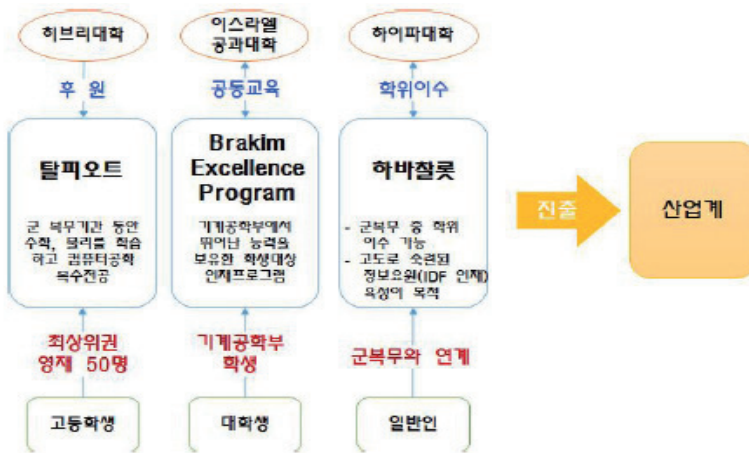 히브리대학
이스라엘
공과대학
하이파대학
후 원
공동교육
학위이수
탈피오트
군 복무기간 동안
수학, 물리를 학습
하고 컴퓨터공학
복수전공
Brakim
Excellence
Program
기계공학부에서
뛰어난 능력을
보유한 학생대상
인재프로그램
하바찰롯
- 군복무 중 학위
이수 가능
- 고도로 숙련된
정보요원(IDF 인재)
육성이 목적
진출
산업계
최상위권
영재 50명
기계공학부
학생
군복무와 연계
고등학생
대학생
일반인